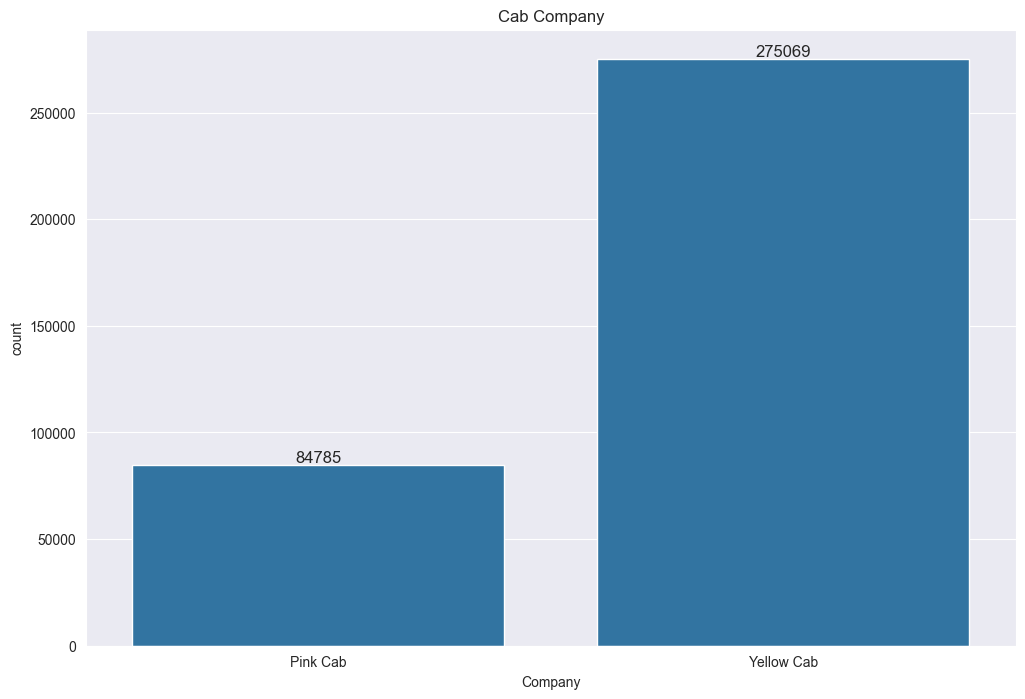 Cab Company
275069
250000
200000
150000
count
100000
84785
50000
0
Pink Cab
Yellow Cab
Company